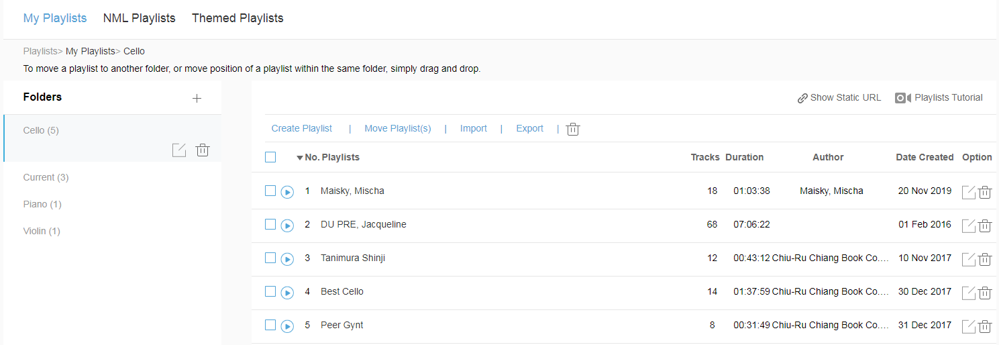 My Playlists NML Playlists Themed Playlists
Playlists> My Playlists> Cello
To move a playlist to another folder, or move position of a playlist within the same folder, simply drag and drop.
Folders +
Cello (5)
Current (3)
Piano (1)
Violin (1)
Show Static URL Playlists Tutorial
Create Playlist | Move Playlist(s) | Import | Export |
No. Playlists Tracks Duration Author Date Created Option
1 Maisky, Mischa 18 01:03:38 Maisky, Mischa 20 Nov 2019
2 DU PRE, Jacqueline 68 07:06:22 01 Feb 2016
3 Tanimura Shinji 12 00:43:12 Chiu-Ru Chiang Book Co.... 10 Nov 2017
4 Best Cello 14 01:37:59 Chiu-Ru Chiang Book Co.... 30 Dec 2017
5 Peer Gynt 8 00:31:49 Chiu-Ru Chiang Book Co.... 31 Dec 2017